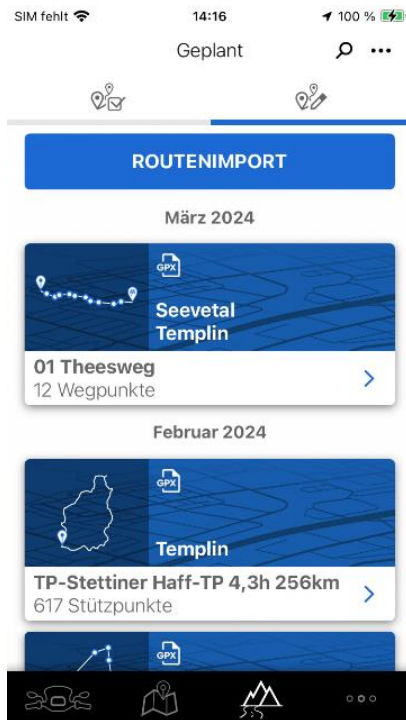 SIM fehlt 14:16 100 %
Geplant
ROUTENIMPORT
März 2024
GPX
Seevetal
Templin
01 Theesweg
12 Wegpunkte
Februar 2024
GPX
Templin
TP-Stettiner Haff-TP 4,3h 256km
617 Stützpunkte
GPX